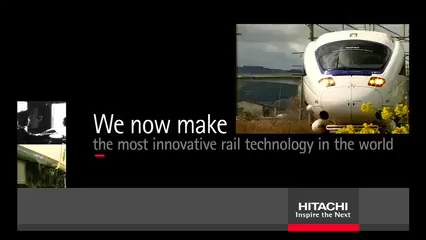 We now make
the most innovative rail technology in the world
HITACHI
Inspire the Next